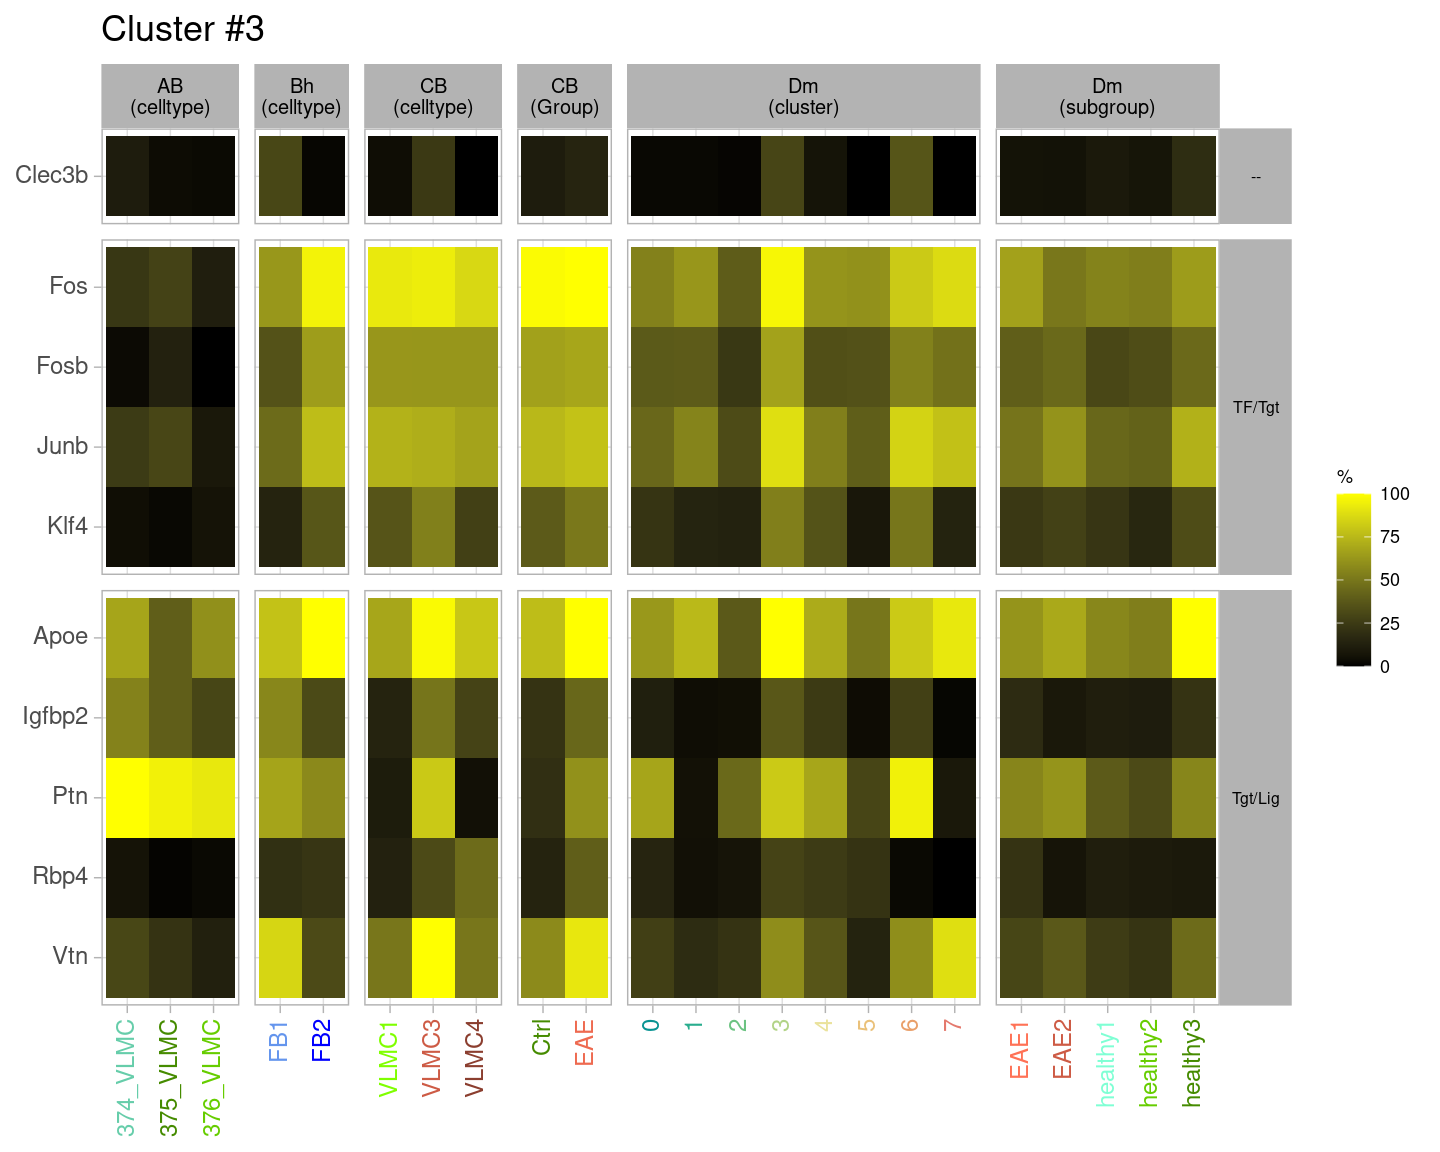 Cluster #3
AB
(celltype)
Bh
(celltype)
CB
(celltype)
CB
(Group)
Dm
(cluster)
Dm
(subgroup)
Clec3b
--
Fos
Fosb
Junb
Klf4
TF/Tgt
Apoe
Igfbp2
Ptn
Rbp4
Vtn
Tgt/Lig
%
100
75
50
25
0
374_VLMC
375_VLMC
376_VLMC
FB1
FB2
VLMC1
VLMC3
VLMC4
Ctrl
EAE
0
1
2
3
4
5
6
7
EAE1
EAE2
healthy1
healthy2
healthy3